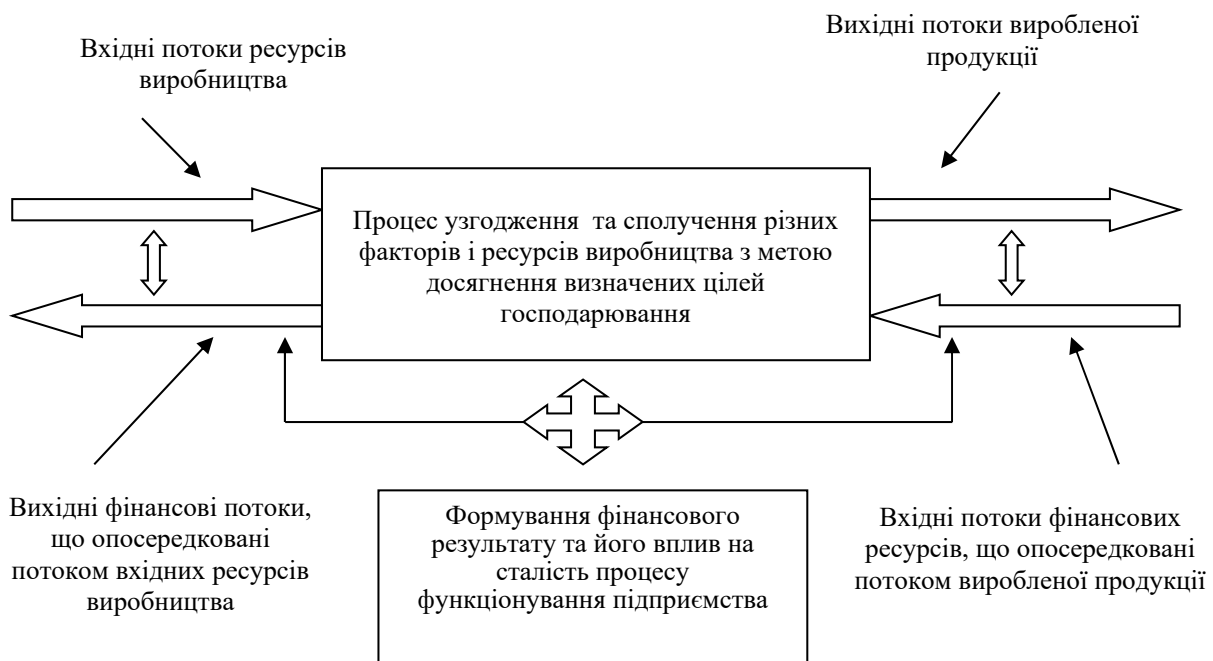 Вхідні потоки ресурсів
виробництва
Вихідні потоки виробленої
продукції
Процес узгодження та сполучення різних
факторів і ресурсів виробництва з метою
досягнення визначених цілей
господарювання
Вихідні фінансові потоки,
що опосередковані
потоком вхідних ресурсів
виробництва
Формування фінансового
результату та його вплив на
сталість процесу
функціонування підприємства
Вхідні потоки фінансових
ресурсів, що опосередковані
потоком виробленої продукції